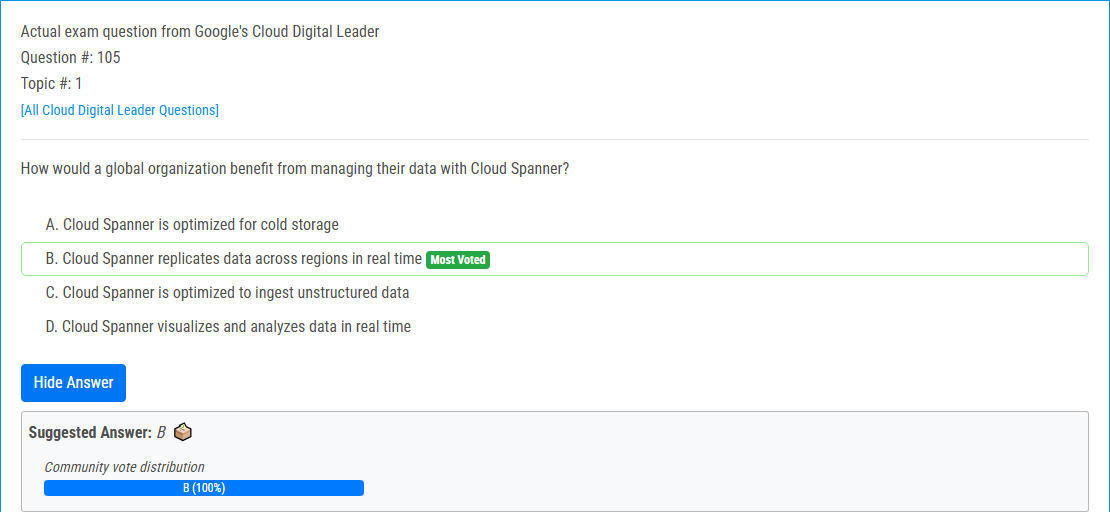 Actual exam question from Google's Cloud Digital Leader
Question #: 105
Topic #: 1
[All Cloud Digital Leader Questions]
How would a global organization benefit from managing their data with Cloud Spanner?
A. Cloud Spanner is optimized for cold storage
B. Cloud Spanner replicates data across regions in real time Most Voted
C. Cloud Spanner is optimized to ingest unstructured data
D. Cloud Spanner visualizes and analyzes data in real time
Hide Answer
Suggested Answer: B
Community vote distribution
B (100%)